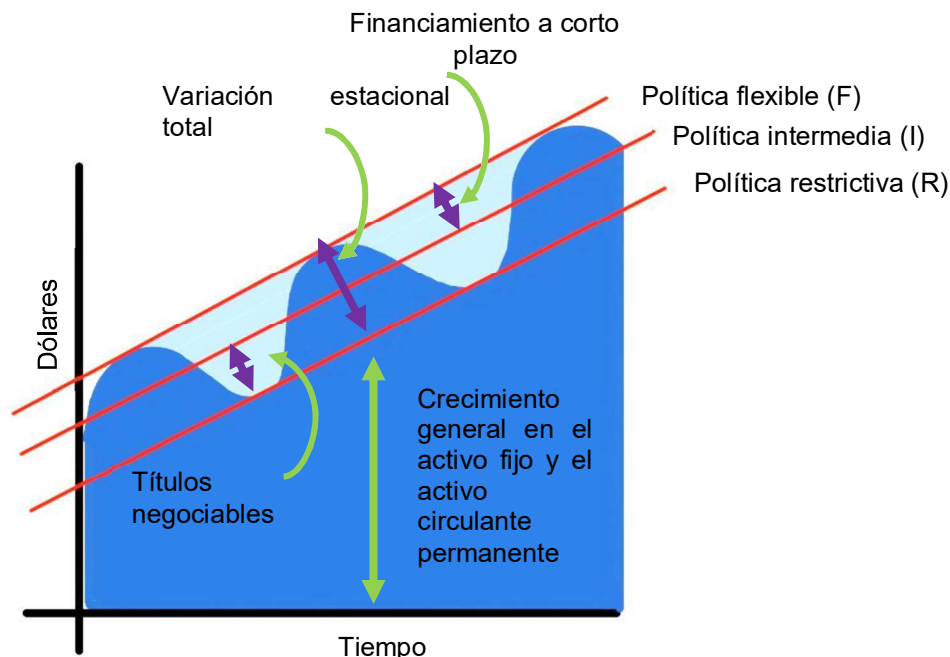 Financiamiento a corto
plazo
Variación estacional
total
Política flexible (F)
Política intermedia (I)
Política restrictiva (R)
Dólares
Crecimiento
general en el
activo fijo y el
activo
circulante
permanente
Títulos
negociables
Tiempo